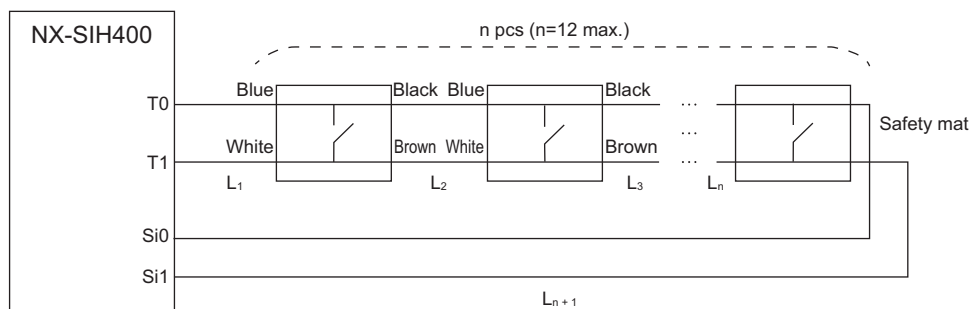 NX-SIH400
n pcs (n=12 max.)
Blue Black Blue Black
T0
... 
Safety mat
...
White Brown White Brown ...
T1
L1 L2 L3 Ln
Si0
Si1
Ln + 1